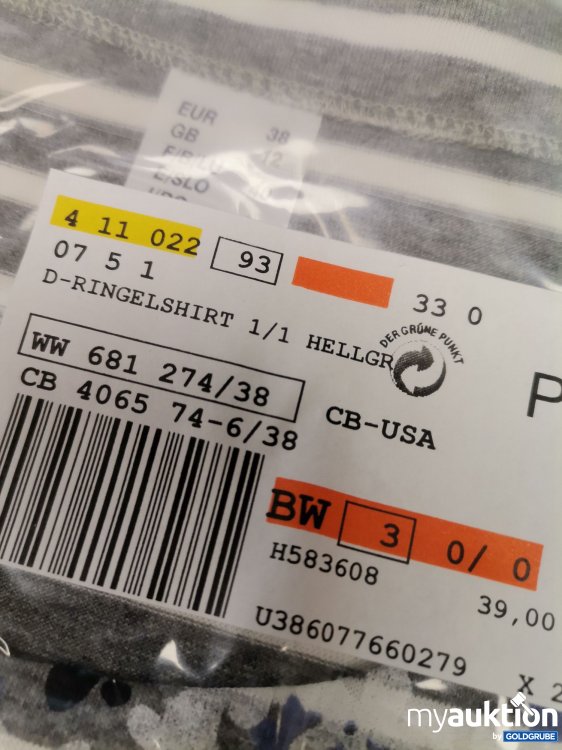 EUR 38
GB 12
4 11 022 93 33 0
07 5 1
D-RINGELSHIRT 1/1 HELLGR
DER GRÜNE PUNKT
WW 681 274/38
CB 4065 74-6/38
CB-USA
P
BW 3 0/ 0
H583608
39,00
U386077660279
X 2
myauktion
by GOLDGRUBE